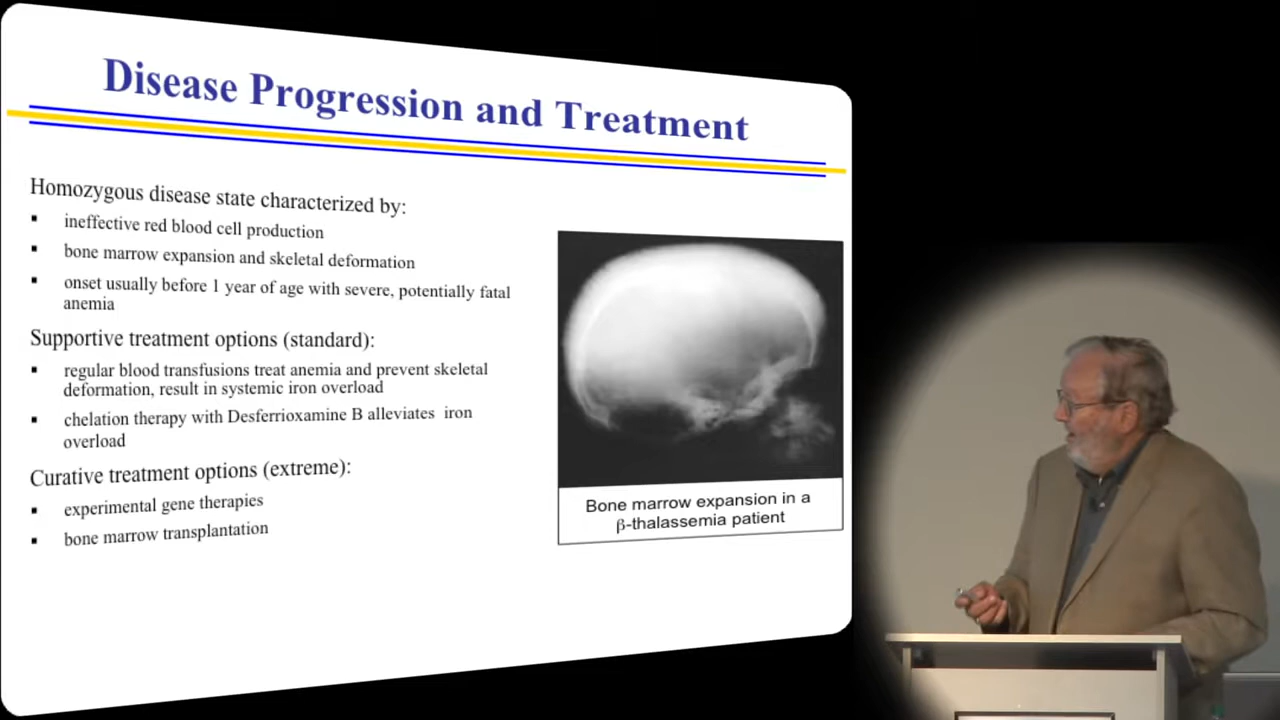 Disease Progression and Treatment
Homozygous disease state characterized by:
▪ ineffective red blood cell production
▪ bone marrow expansion and skeletal deformation
▪ onset usually before 1 year of age with severe, potentially fatal
anemia
Supportive treatment options (standard):
▪ regular blood transfusions treat anemia and prevent skeletal
deformation, result in systemic iron overload
▪ chelation therapy with Desferrioxamine B alleviates iron
overload
Curative treatment options (extreme):
▪ experimental gene therapies
▪ bone marrow transplantation
Bone marrow expansion in a
β-thalassemia patient